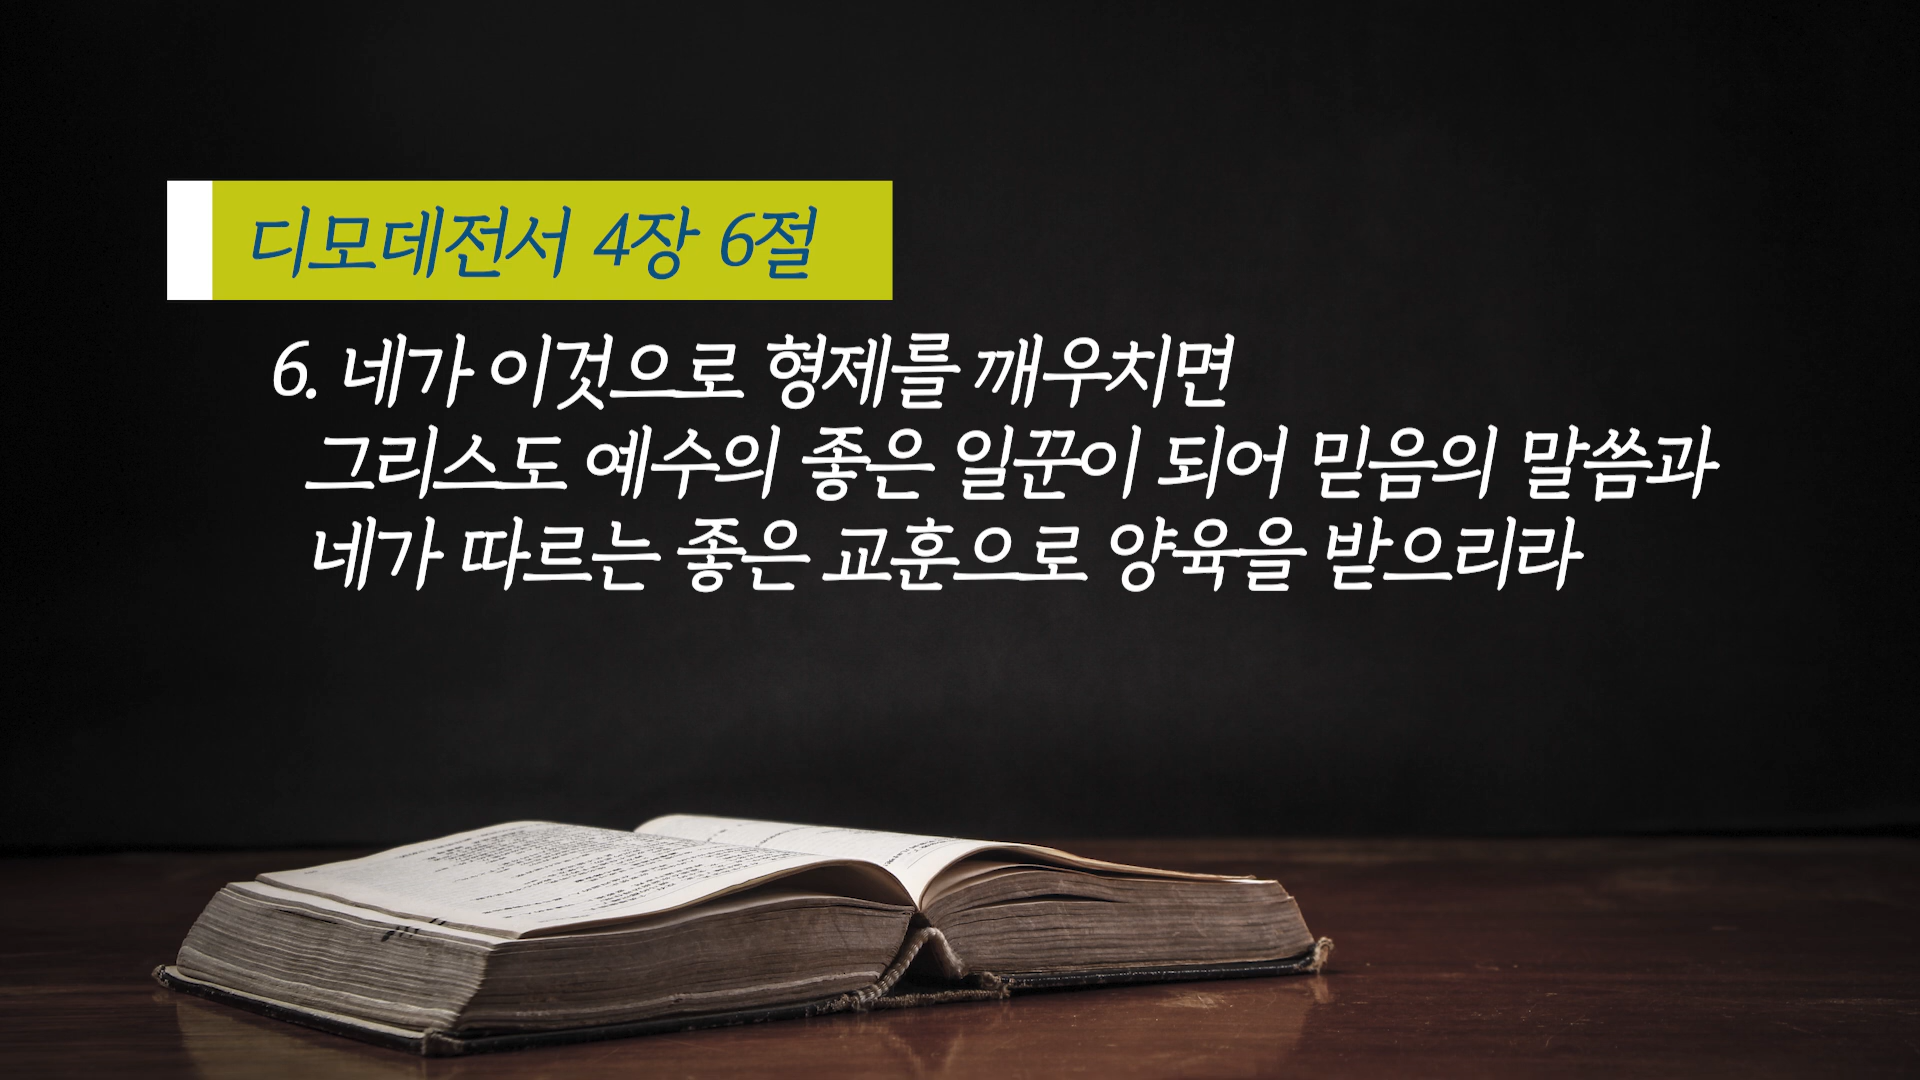 디모데전서 4장 6절
6. 네가 이것으로 형제를 깨우치면
그리스도 예수의 좋은 일꾼이 되어 믿음의 말씀과
네가 따르는 좋은 교훈으로 양육을 받으리라